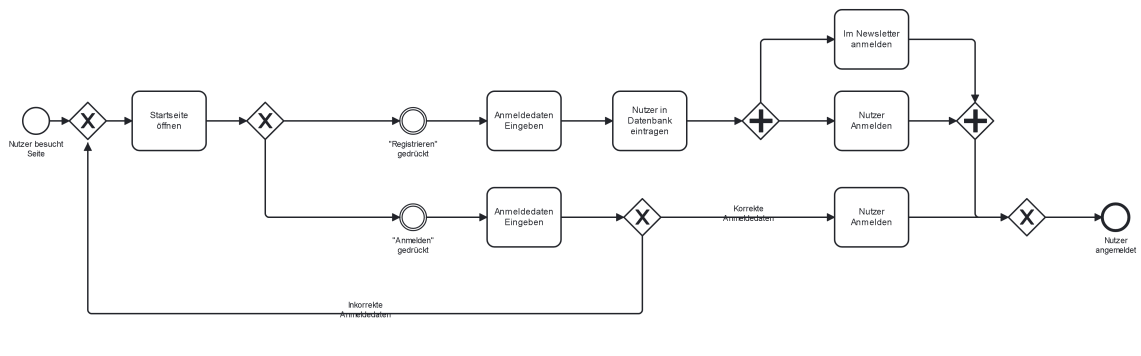 Im Newsletter
anmelden
Nutzer besucht
Seite
Startseite
öffnen
"Registrieren"
gedrückt
Anmeldedaten
Eingeben
Nutzer in
Datenbank
eintragen
Nutzer
Anmelden
"Anmelden"
gedrückt
Anmeldedaten
Eingeben
Korrekte
Anmeldedaten
Nutzer
Anmelden
Nutzer
angemeldet
Inkorrekte
Anmeldedaten